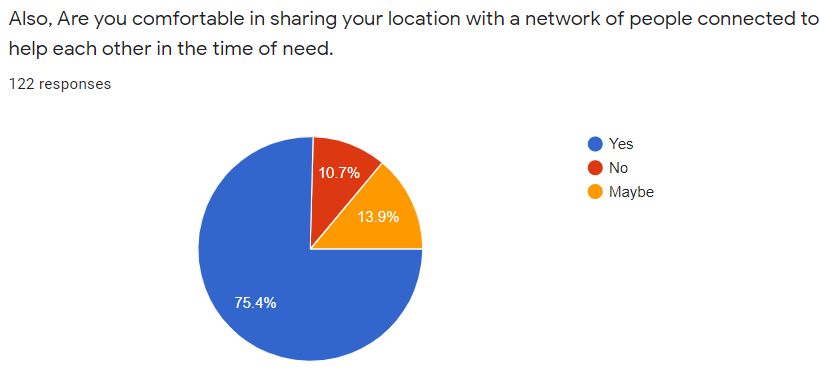 Also, Are you comfortable in sharing your location with a network of people connected to
help each other in the time of need.
122 responses
Yes
No
Maybe
10.7%
13.9%
75.4%